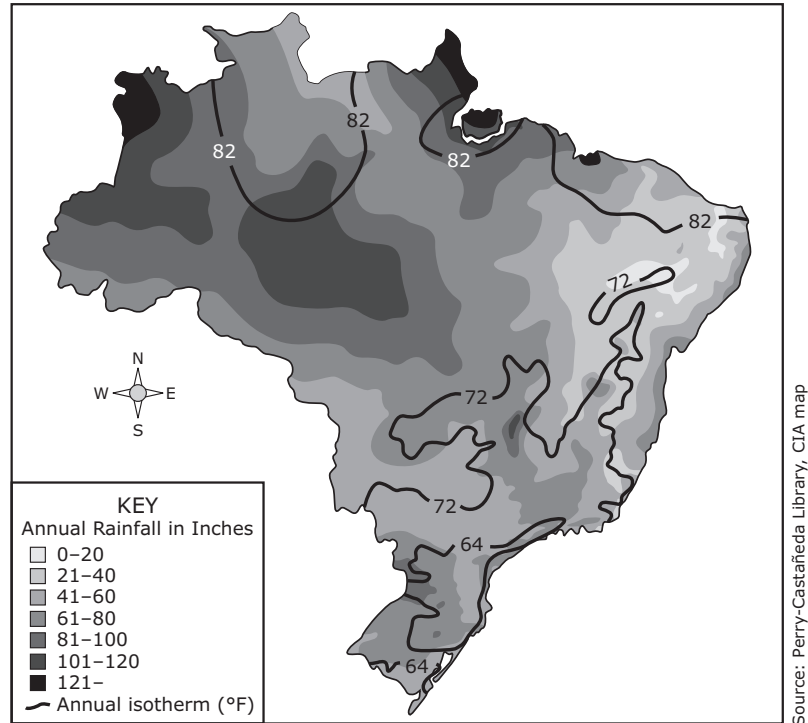 82
82
82
82
72
72
72
64
64
N
W
E
S
KEY
Annual Rainfall in Inches
0–20
21–40
41–60
61–80
81–100
101–120
121–
Annual isotherm (°F)
Source: Perry-Castañeda Library, CIA map